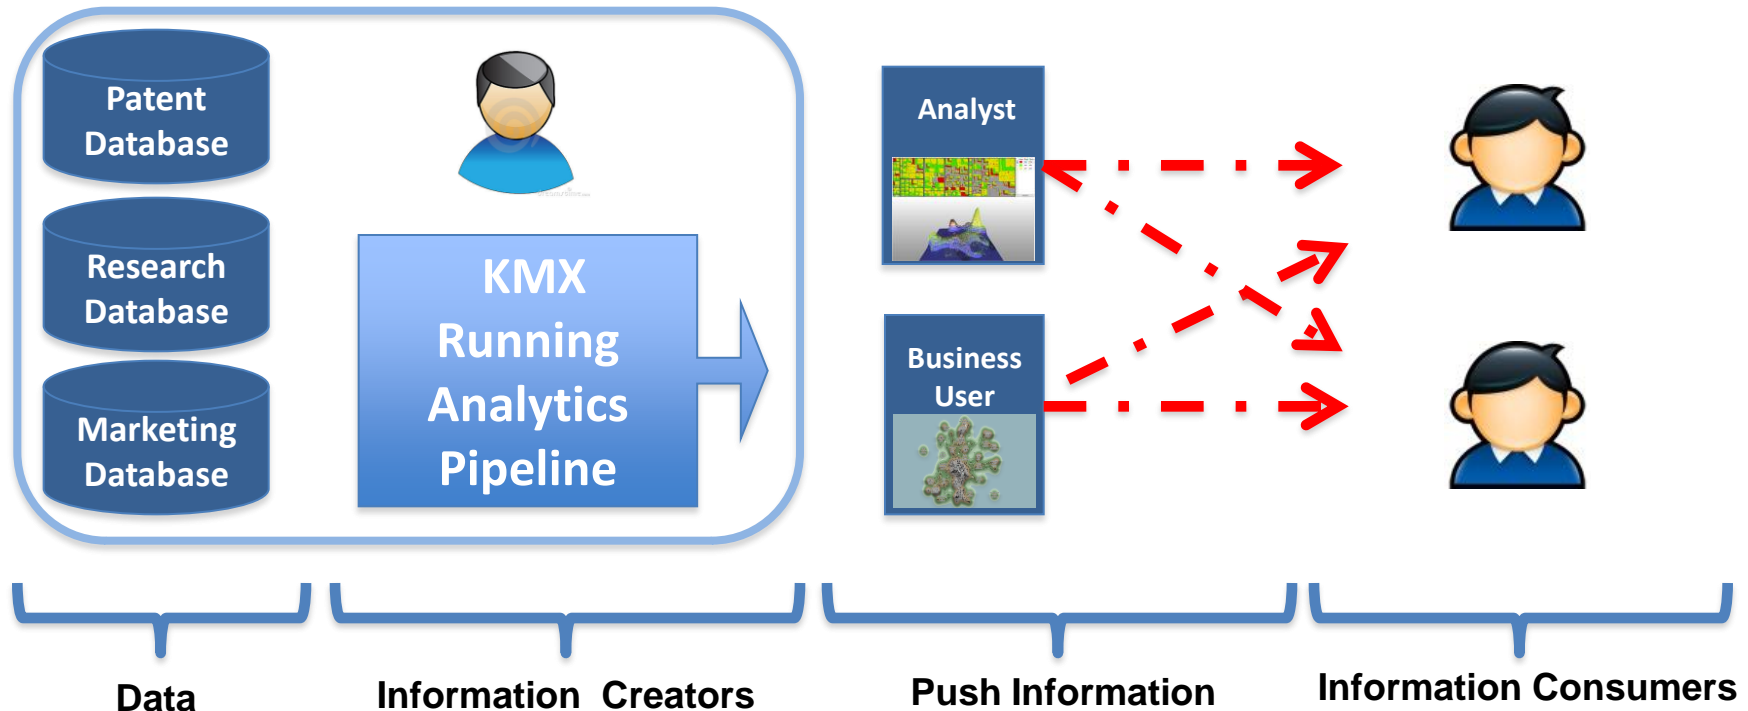 Patent
Database
Research
Database
Marketing
Database
KMX
Running
Analytics
Pipeline
Analyst
Business
User
Data
Information Creators
Push Information
Information Consumers